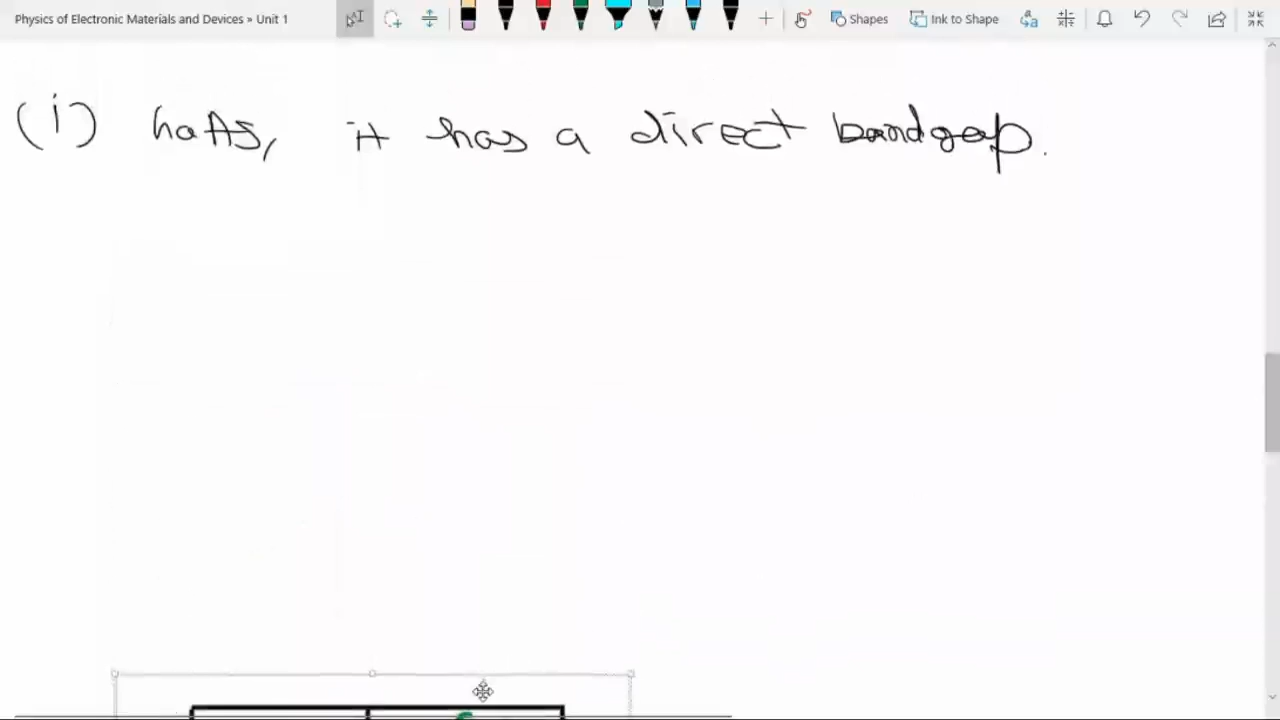 Physics of Electronic Materials and Devices » Unit 1
Shapes
Ink to Shape
(i) GaAs, it has a direct bandgap.